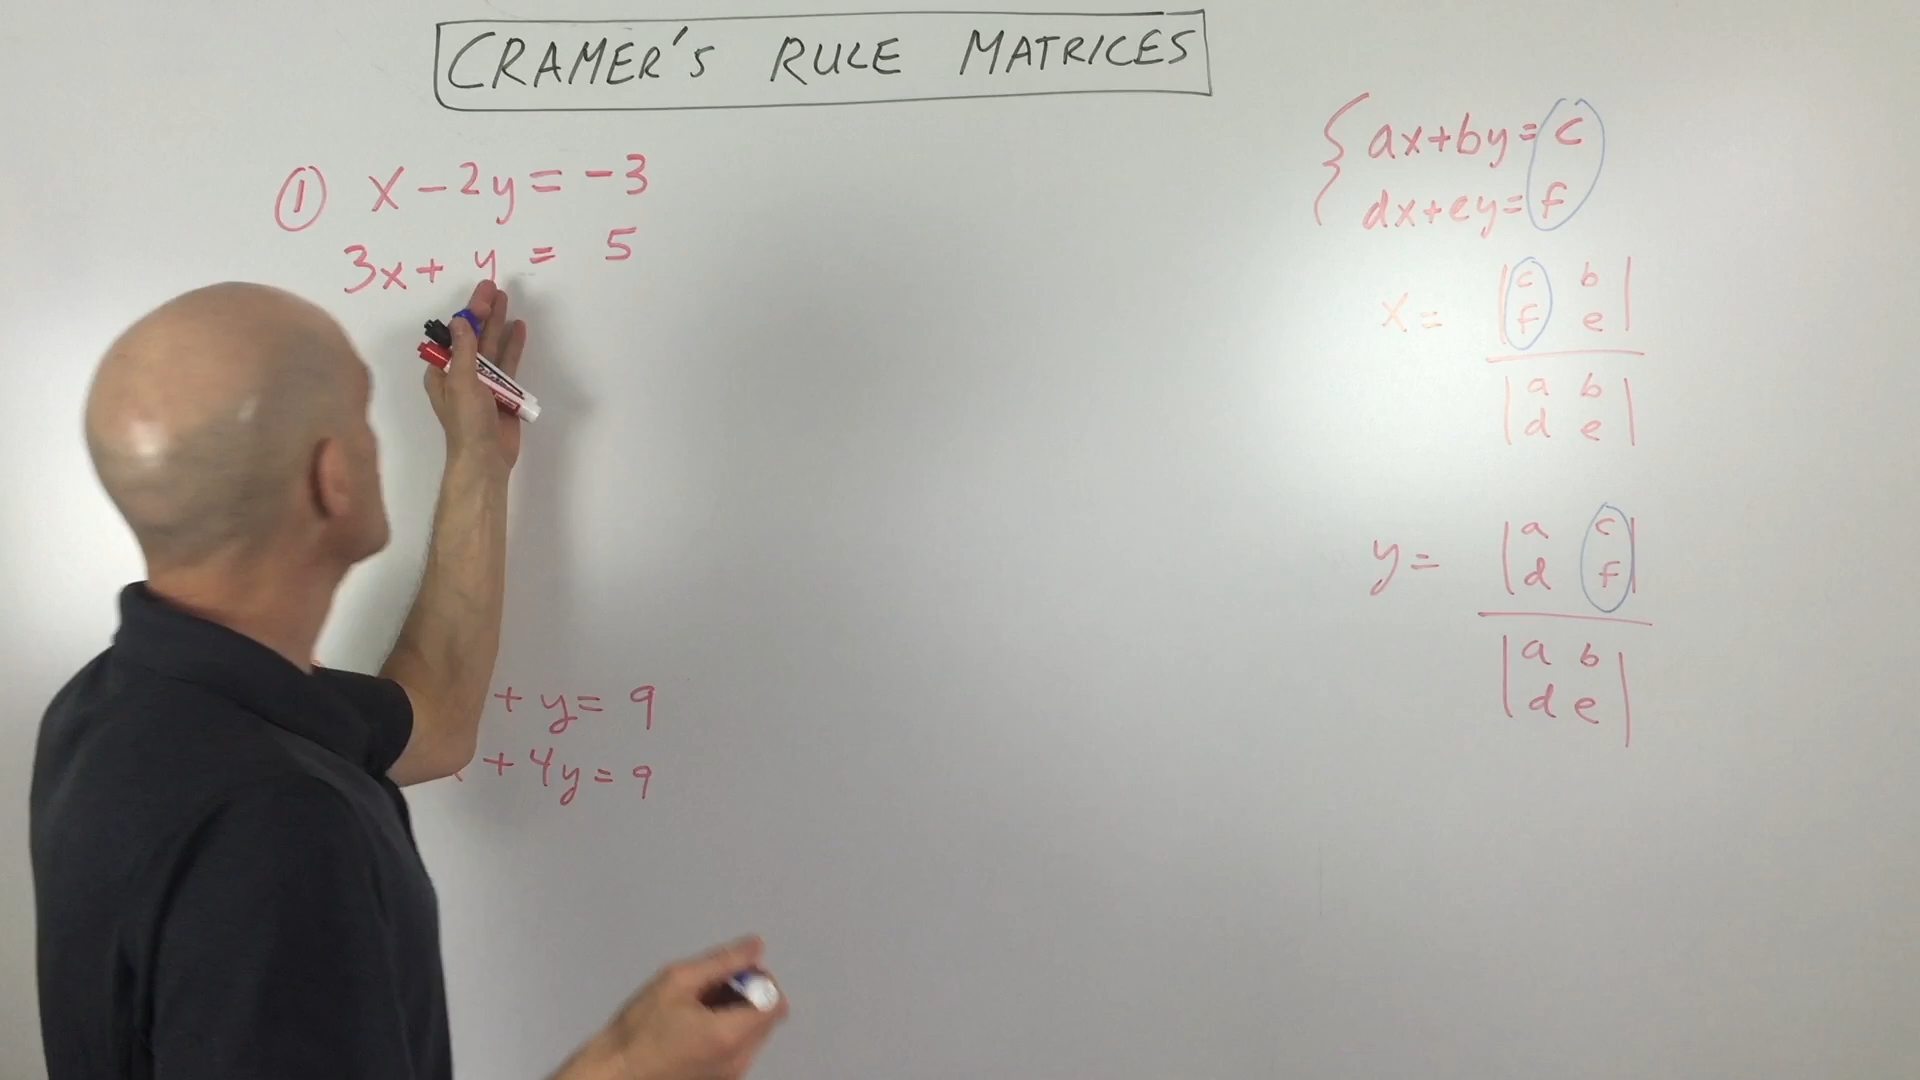 CRAMER'S RULE MATRICES
① x - 2y = -3
3x + y = 5
+ y = 9
+ 4y = 9
{ ax+by = c
dx+ey = f
x = | c b |
| f e |
| a b |
| d e |
y = | a c |
| d f |
| a b |
| d e |